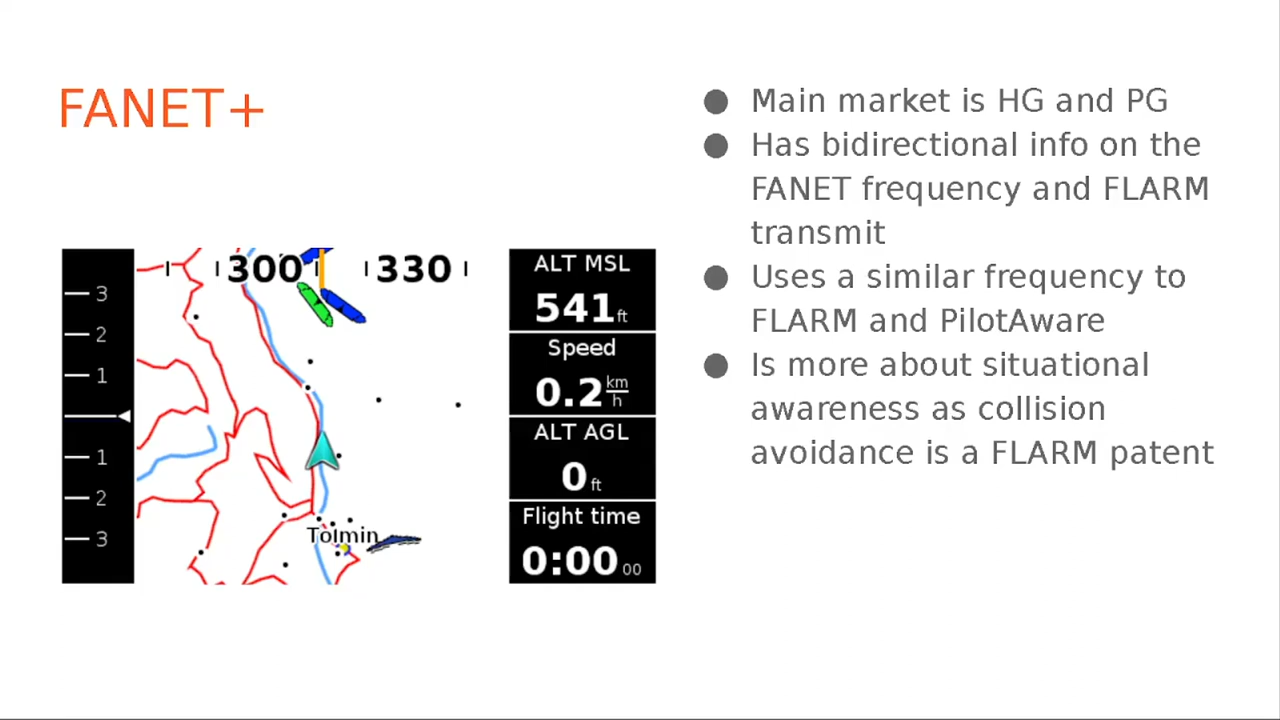 FANET+
● Main market is HG and PG
● Has bidirectional info on the
FANET frequency and FLARM
transmit
● Uses a similar frequency to
FLARM and PilotAware
● Is more about situational
awareness as collision
avoidance is a FLARM patent
3
2
1
1
2
3
300 330
Tolmin
ALT MSL
541 ft
Speed
0.2 km/h
ALT AGL
0 ft
Flight time
0:00 00